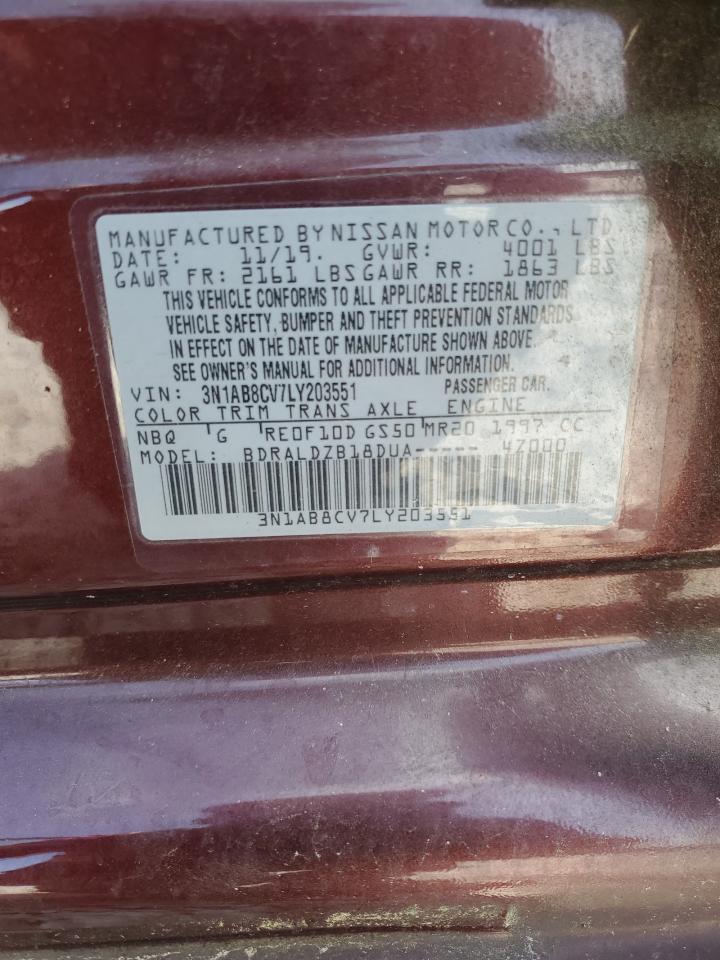 MANUFACTURED BY NISSAN MOTOR CO., LTD.
DATE: 11/19. GVWR: 4001 LBS
GAWR FR: 2161 LBS GAWR RR: 1863 LBS
THIS VEHICLE CONFORMS TO ALL APPLICABLE FEDERAL MOTOR
VEHICLE SAFETY, BUMPER AND THEFT PREVENTION STANDARDS
IN EFFECT ON THE DATE OF MANUFACTURE SHOWN ABOVE.
SEE OWNER'S MANUAL FOR ADDITIONAL INFORMATION.
VIN: 3N1AB8CV7LY203551 PASSENGER CAR.
COLOR TRIM TRANS AXLE ENGINE
NBQ G RE0F10D GS50 MR20 1997 CC
MODEL: BDRALDZB18DUA----- 47000
3N1AB8CV7LY203551